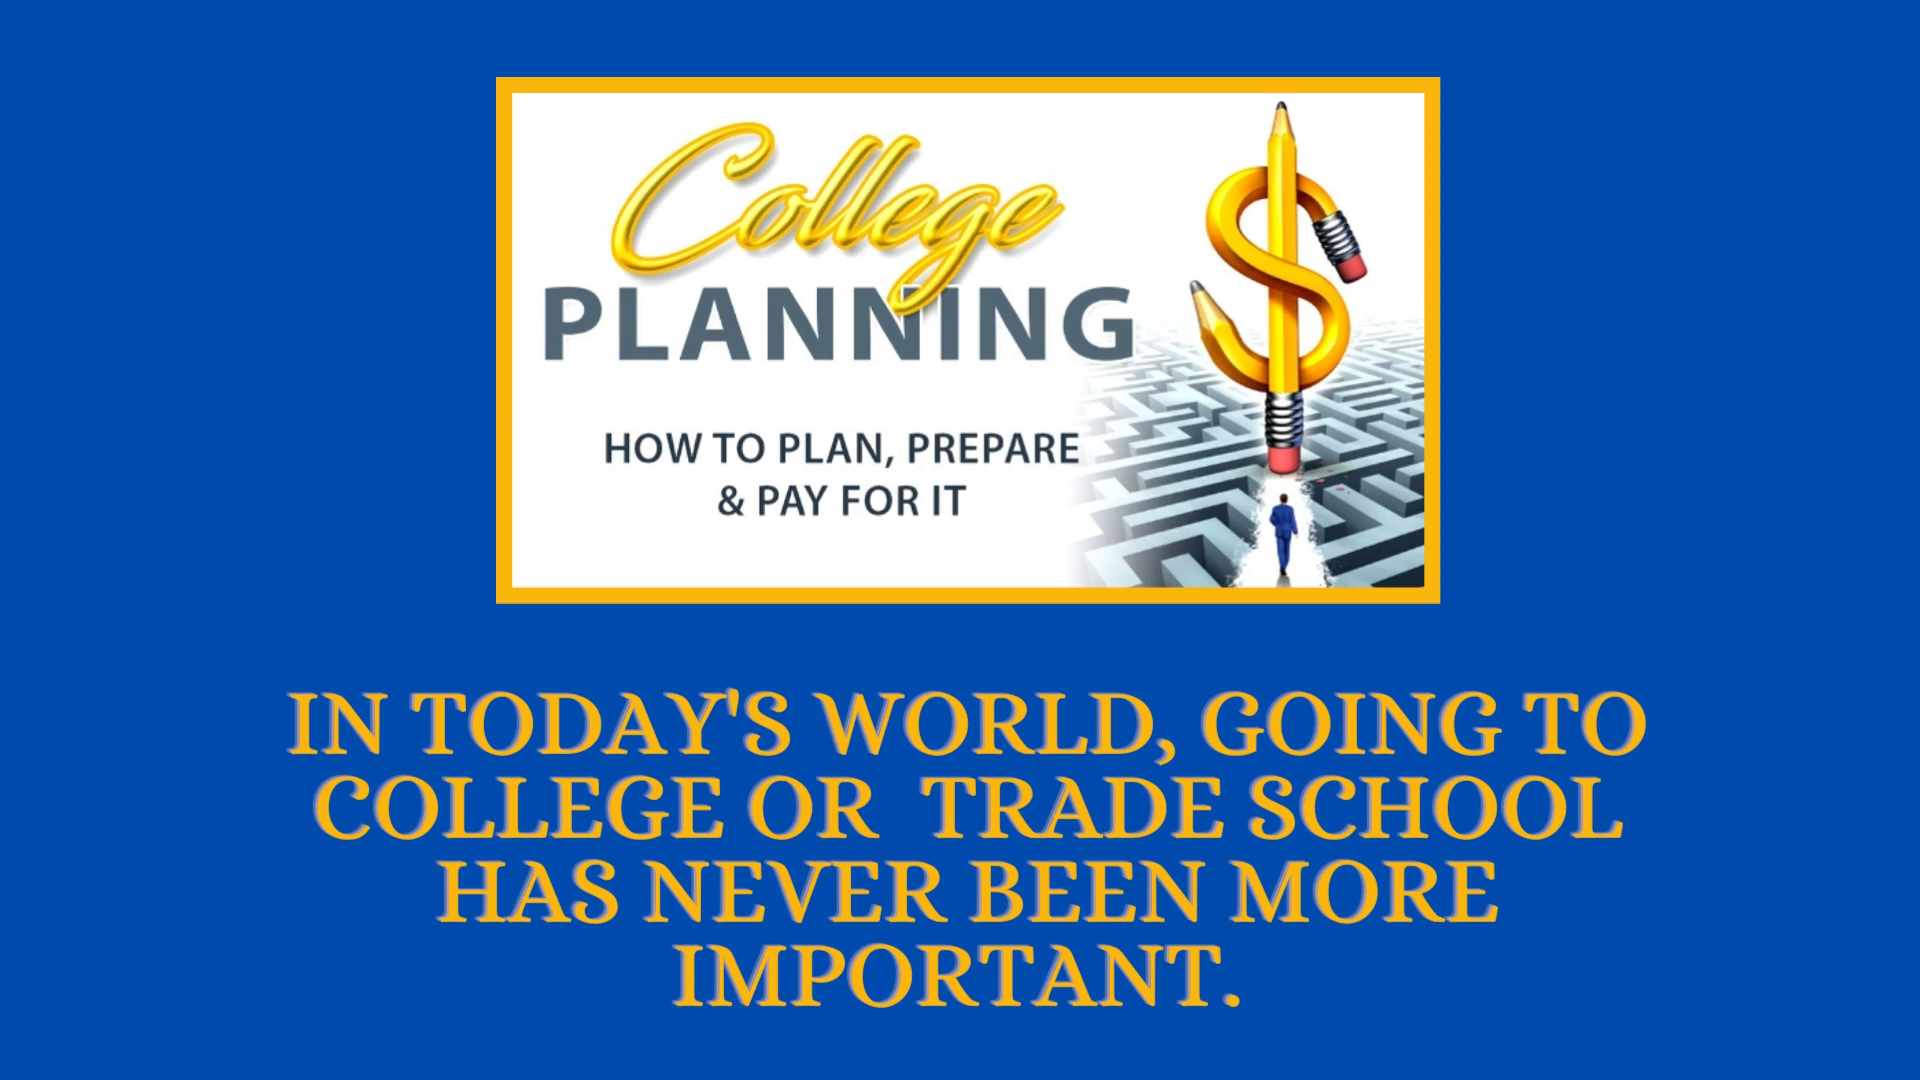 College
PLANNING
HOW TO PLAN, PREPARE
& PAY FOR IT
IN TODAY'S WORLD, GOING TO
COLLEGE OR TRADE SCHOOL
HAS NEVER BEEN MORE
IMPORTANT.